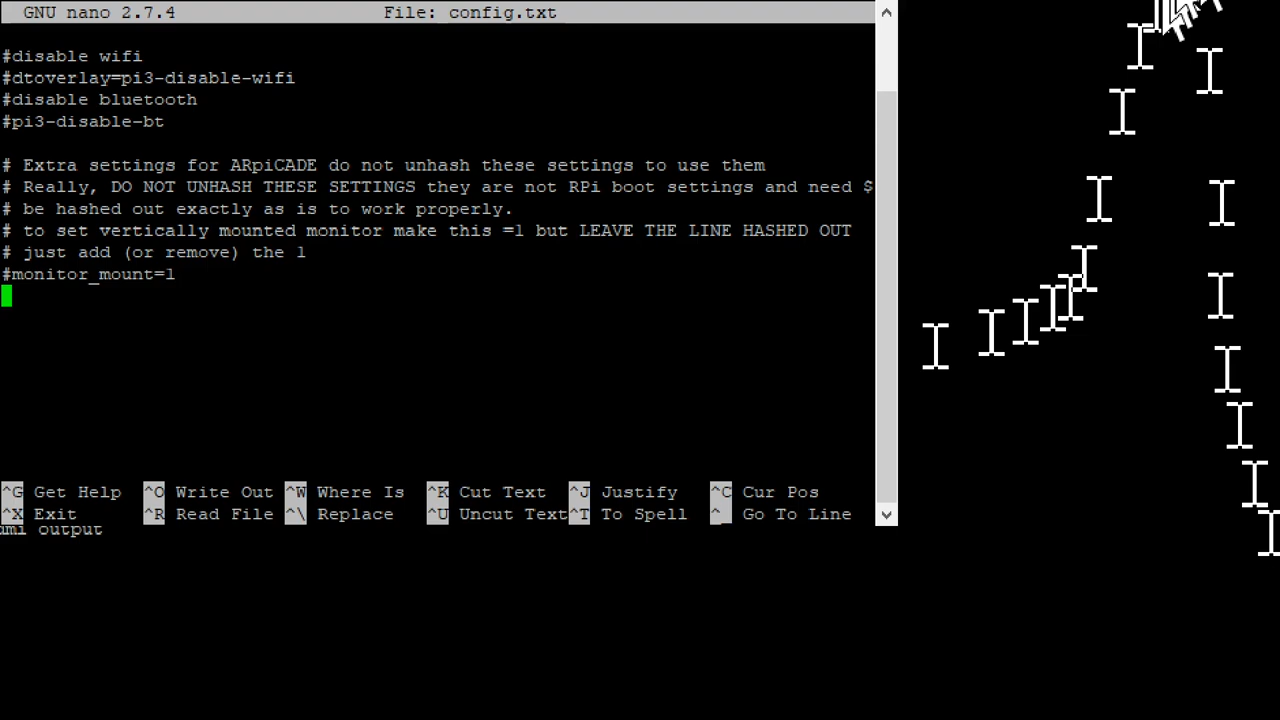 GNU nano 2.7.4 File: config.txt
#disable wifi
#dtoverlay=pi3-disable-wifi
#disable bluetooth
#pi3-disable-bt
# Extra settings for ARpiCADE do not unhash these settings to use them
# Really, DO NOT UNHASH THESE SETTINGS they are not RPi boot settings and need $
# be hashed out exactly as is to work properly.
# to set vertically mounted monitor make this =1 but LEAVE THE LINE HASHED OUT
# just add (or remove) the 1
#monitor_mount=1
^G Get Help ^O Write Out ^W Where Is ^K Cut Text ^J Justify ^C Cur Pos
^X Exit ^R Read File ^\ Replace ^U Uncut Text ^T To Spell ^_ Go To Line
output